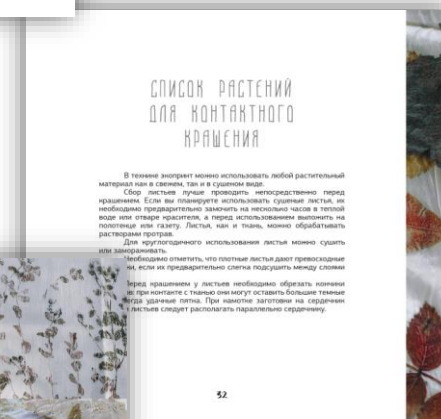 СПИСОК РАСТЕНИЙ
ДЛЯ КОНТАКТНОГО
КРАШЕНИЯ
В технике экопринт можно использовать любой растительный
материал как в свежем, так и в сушеном виде.
Сбор листьев лучше проводить непосредственно перед
крашением. Если вы планируете использовать сушеные листья, их
необходимо предварительно замочить на несколько часов в теплой
воде или отваре красителя, а перед использованием выложить на
полотенце или газету. Листья, как и ткань, можно обрабатывать
растворами протрав.
Для круглогодичного использования листья можно сушить
или замораживать.
Необходимо отметить, что плотные листья дают превосходные
если их предварительно слегка подсушить между слоями
Перед крашением у листьев необходимо обрезать кончики
при контакте с тканью они могут оставить большие темные
удачные пятна. При намотке заготовки на сердечник
листьев следует располагать параллельно сердечнику.
32